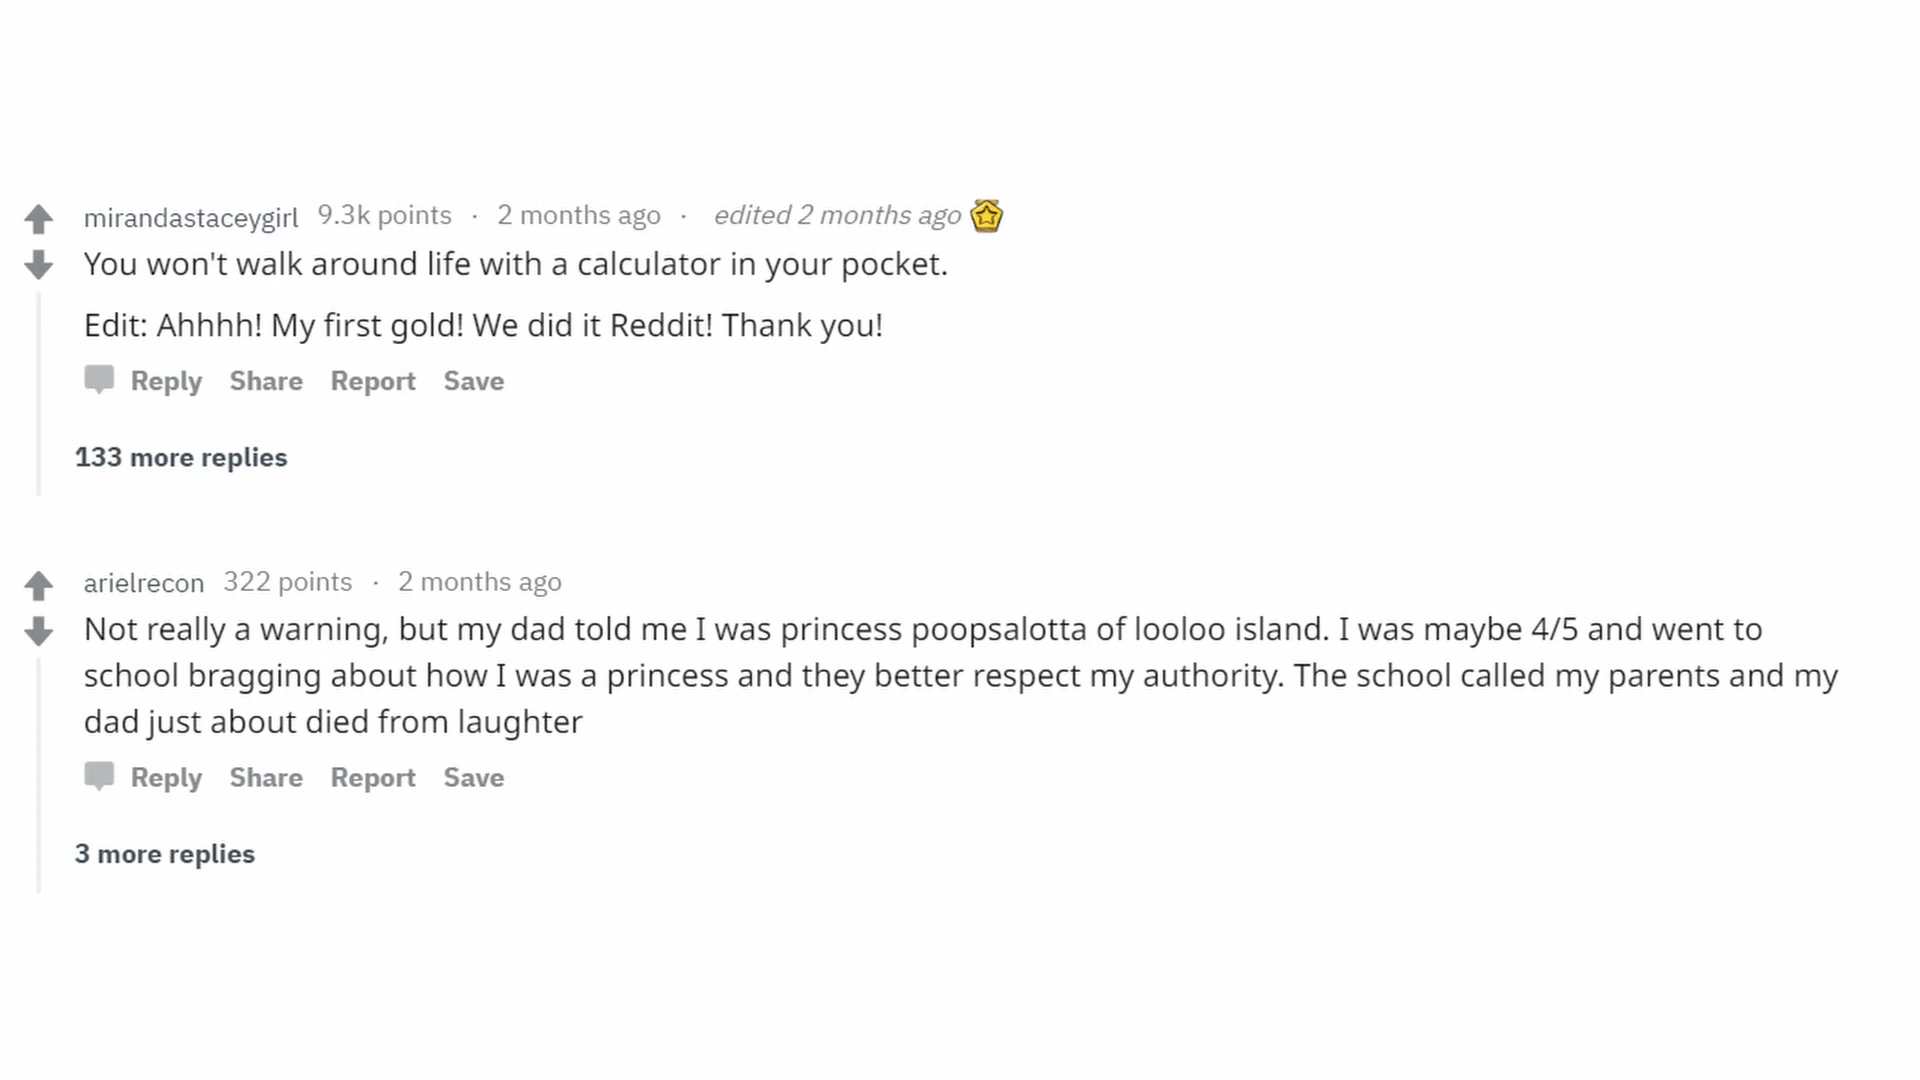 mirandastaceygirl 9.3k points · 2 months ago · edited 2 months ago
You won't walk around life with a calculator in your pocket.
Edit: Ahhhh! My first gold! We did it Reddit! Thank you!
Reply Share Report Save
133 more replies
arielrecon 322 points · 2 months ago
Not really a warning, but my dad told me I was princess poopsalotta of looloo island. I was maybe 4/5 and went to
school bragging about how I was a princess and they better respect my authority. The school called my parents and my
dad just about died from laughter
Reply Share Report Save
3 more replies